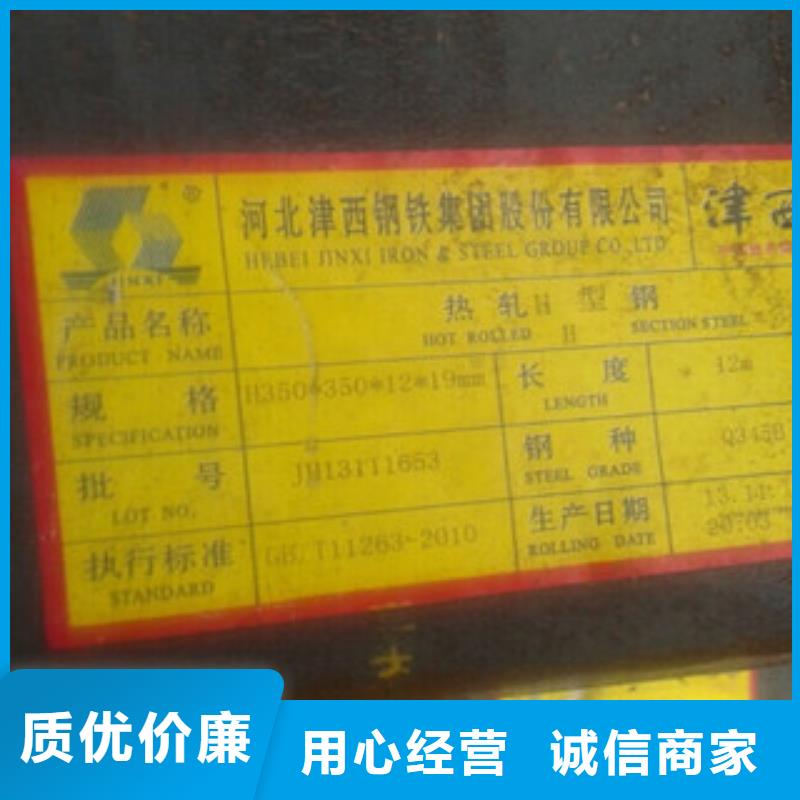 JINXI ®
河北津西钢铁集团股份有限公司 津西
HEBEI JINXI IRON & STEEL GROUP CO., LTD
产品名称 热轧H型钢
PRODUCT NAME HOT ROLLED H SECTION STEEL
规格 H350*350*12*19mm 长度 12m
SPECIFICATION LENGTH
批号 钢种 Q345B
LOT NO. STEEL GRADE
执行标准 GB/T11263-2010 生产日期
STANDARD ROLLING DATE
士
质优价廉 用心经营 诚信商家